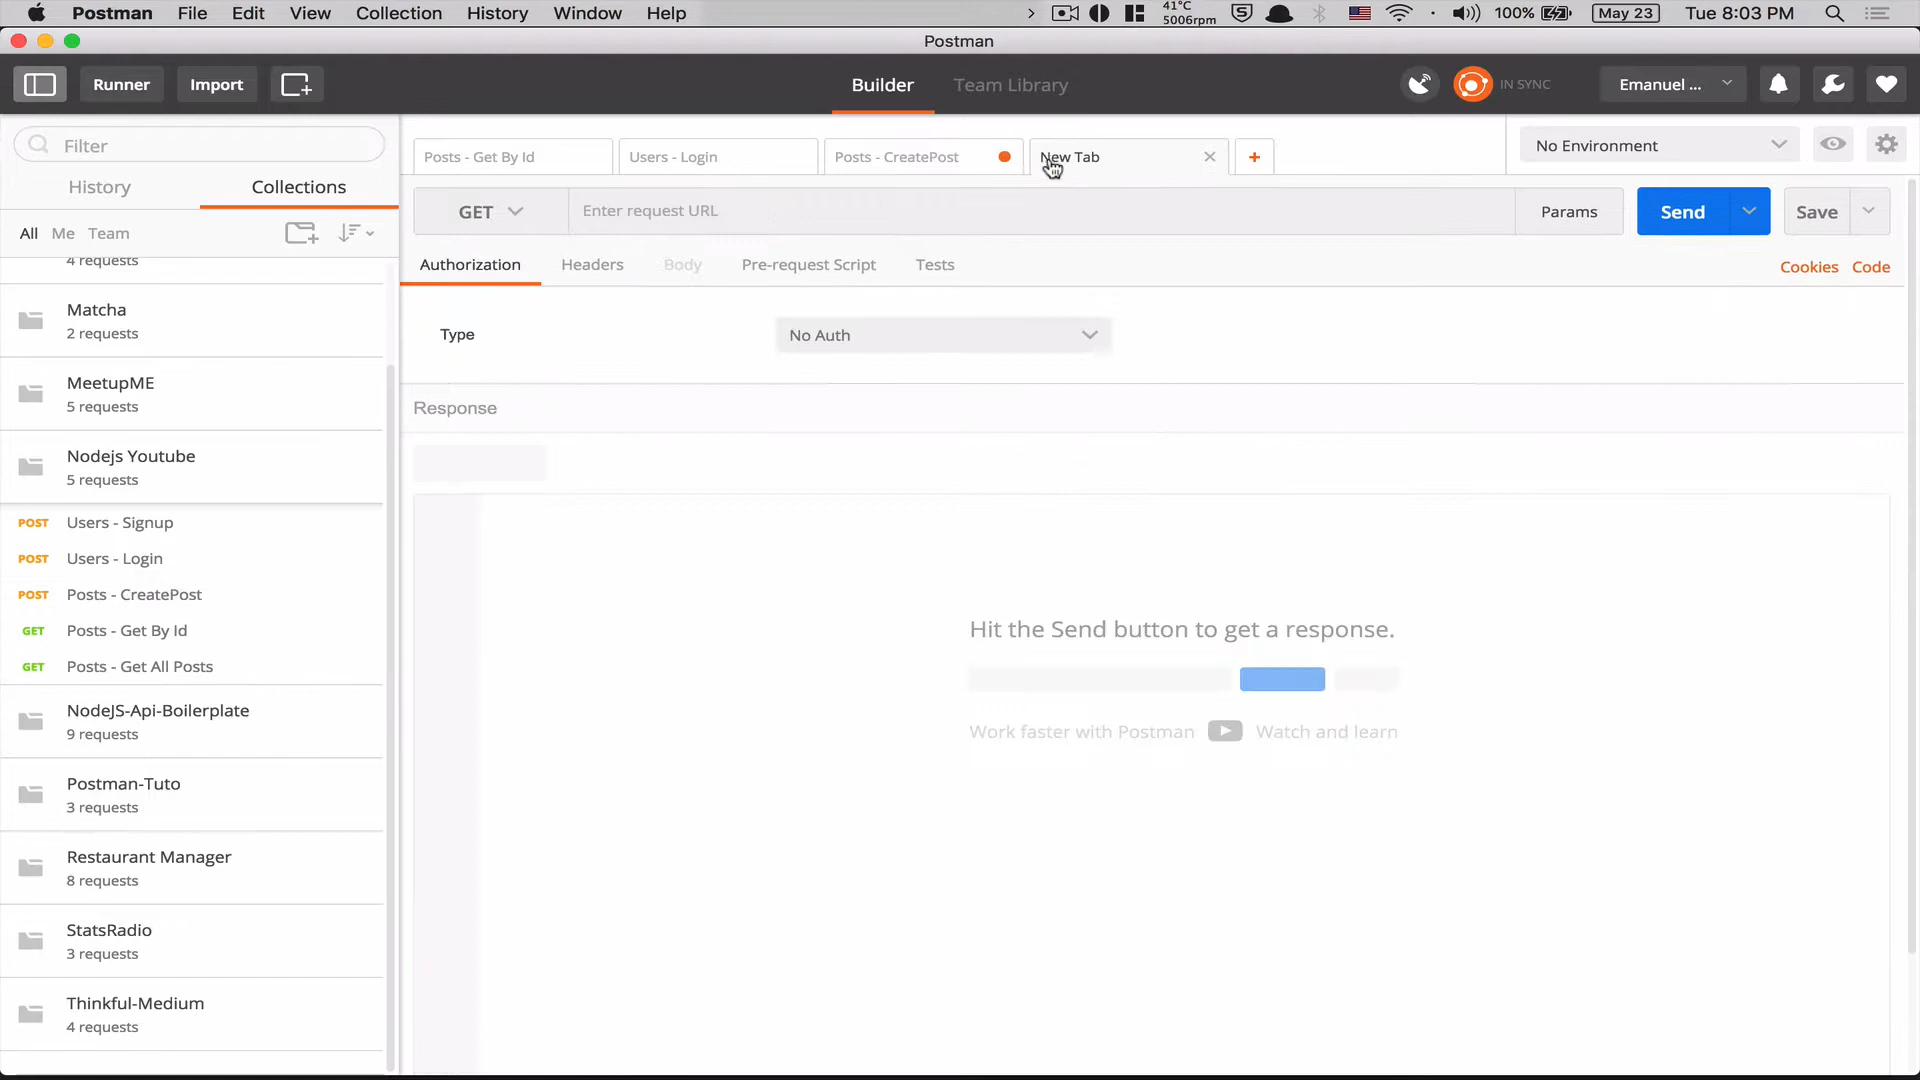 Postman File Edit View Collection History Window Help
41°C
5006rpm
100%
May 23
Tue 8:03 PM
Postman
Runner Import
Builder Team Library
IN SYNC
Emanuel ...
Filter
History Collections
All Me Team
4 requests
Matcha
2 requests
MeetupME
5 requests
Nodejs Youtube
5 requests
POST Users - Signup
POST Users - Login
POST Posts - CreatePost
GET Posts - Get By Id
GET Posts - Get All Posts
NodeJS-Api-Boilerplate
9 requests
Postman-Tuto
3 requests
Restaurant Manager
8 requests
StatsRadio
3 requests
Thinkful-Medium
4 requests
Posts - Get By Id Users - Login Posts - CreatePost New Tab
No Environment
GET Enter request URL Params Send Save
Authorization Headers Body Pre-request Script Tests
Cookies Code
Type No Auth
Response
Hit the Send button to get a response.
Work faster with Postman Watch and learn